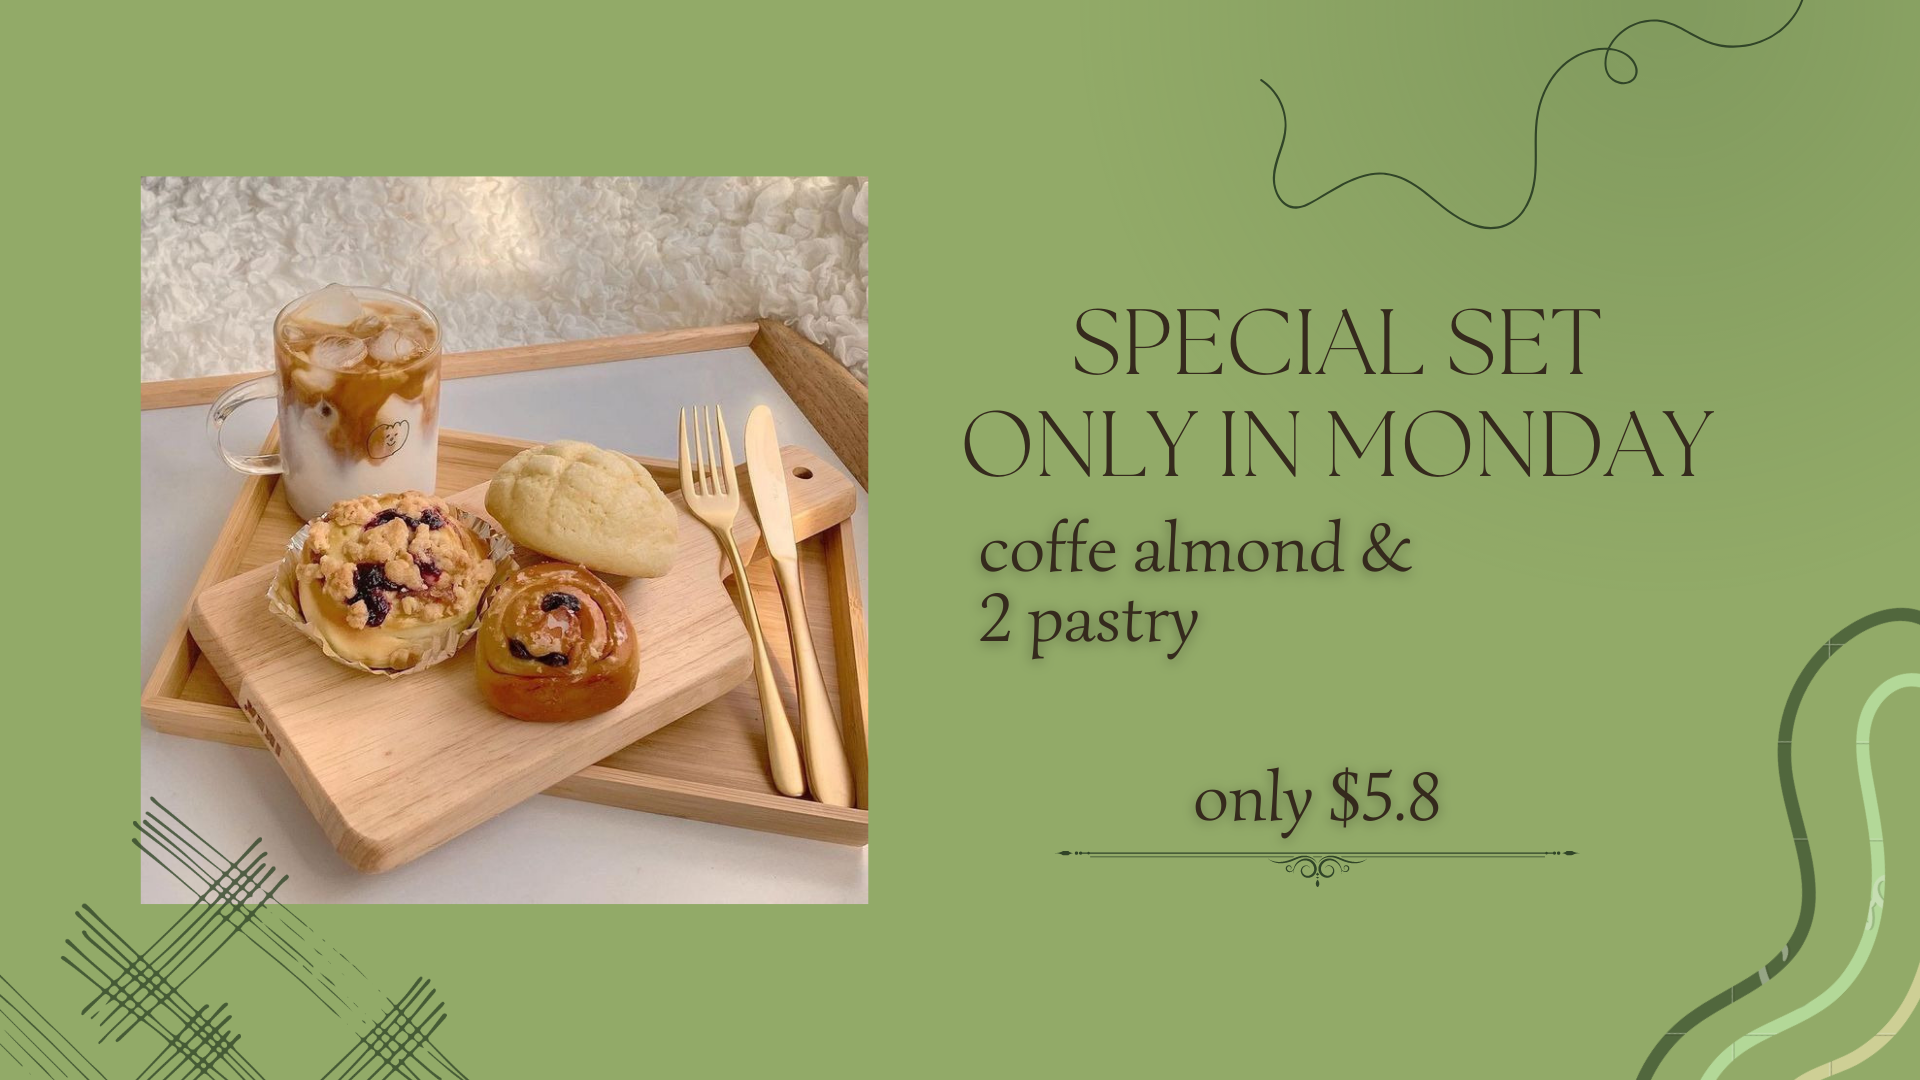 SPECIAL SET
ONLY IN MONDAY
coffe almond &
2 pastry
only $5.8